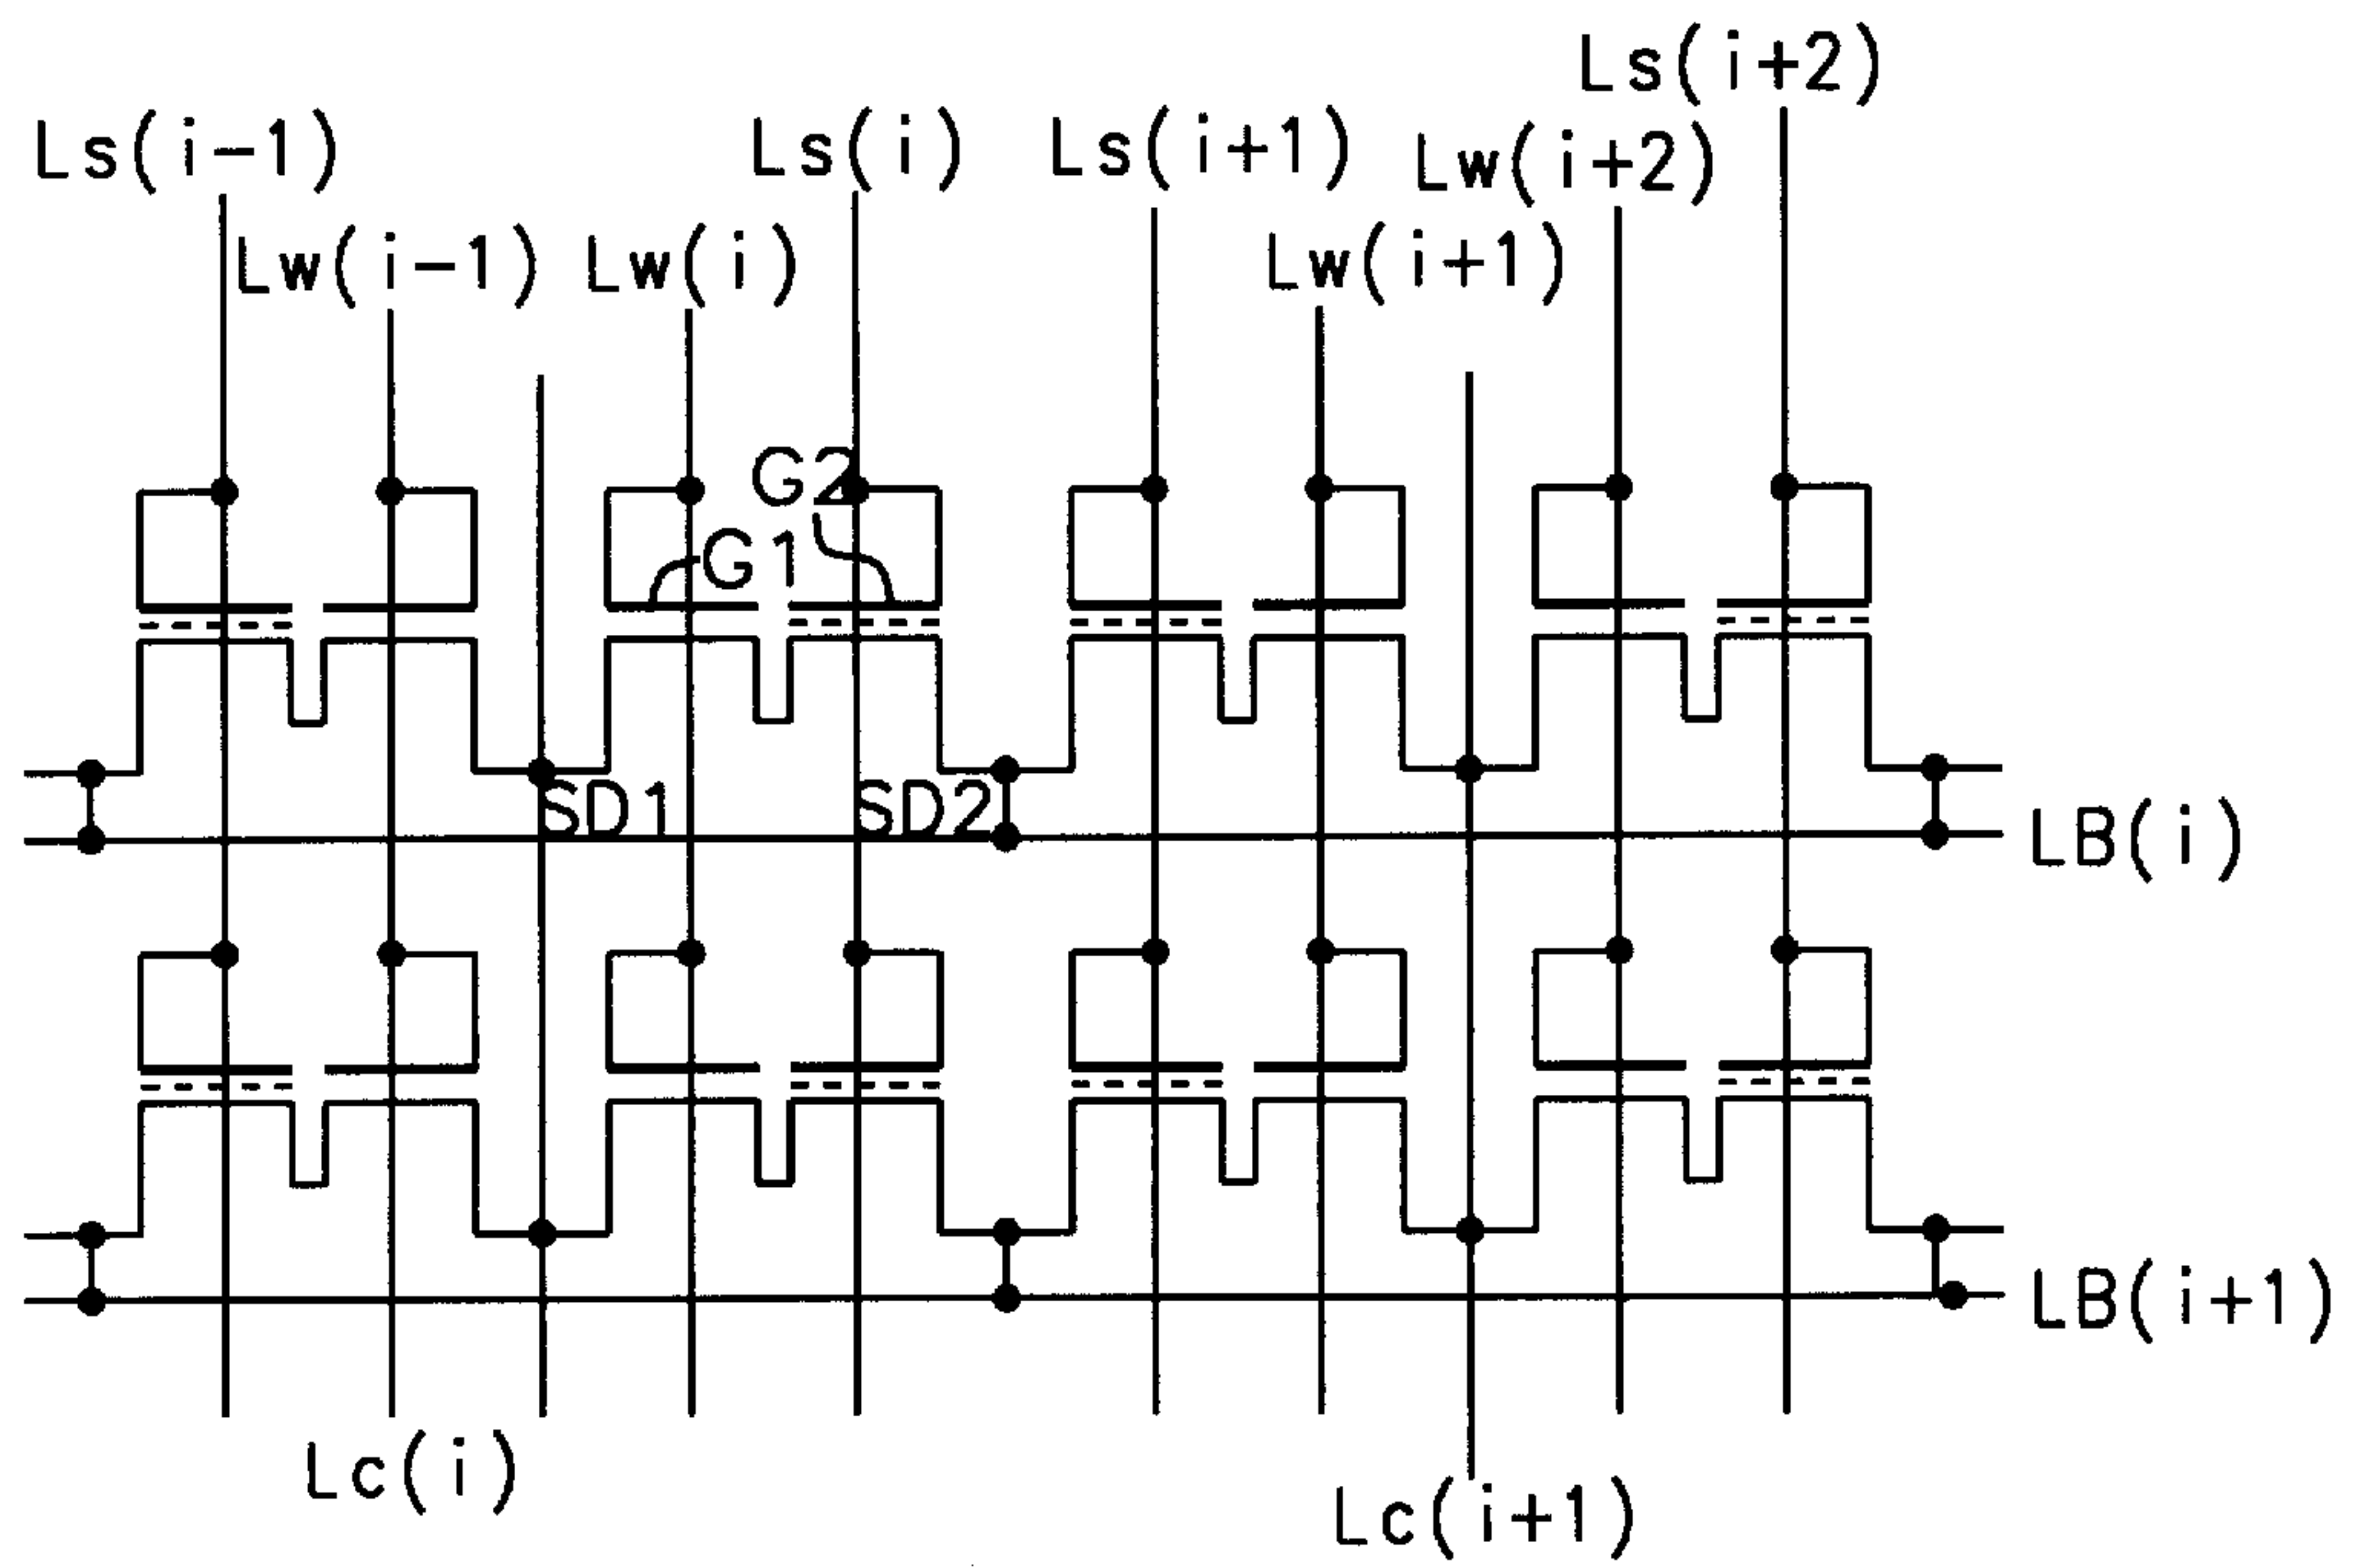 Ls(i+2)
Ls(i-1)
Ls(i)
Ls(i+1)
Lw(i+2)
Lw(i-1)
Lw(i)
Lw(i+1)
G2
G1
SD1
SD2
LB(i)
LB(i+1)
Lc(i)
Lc(i+1)